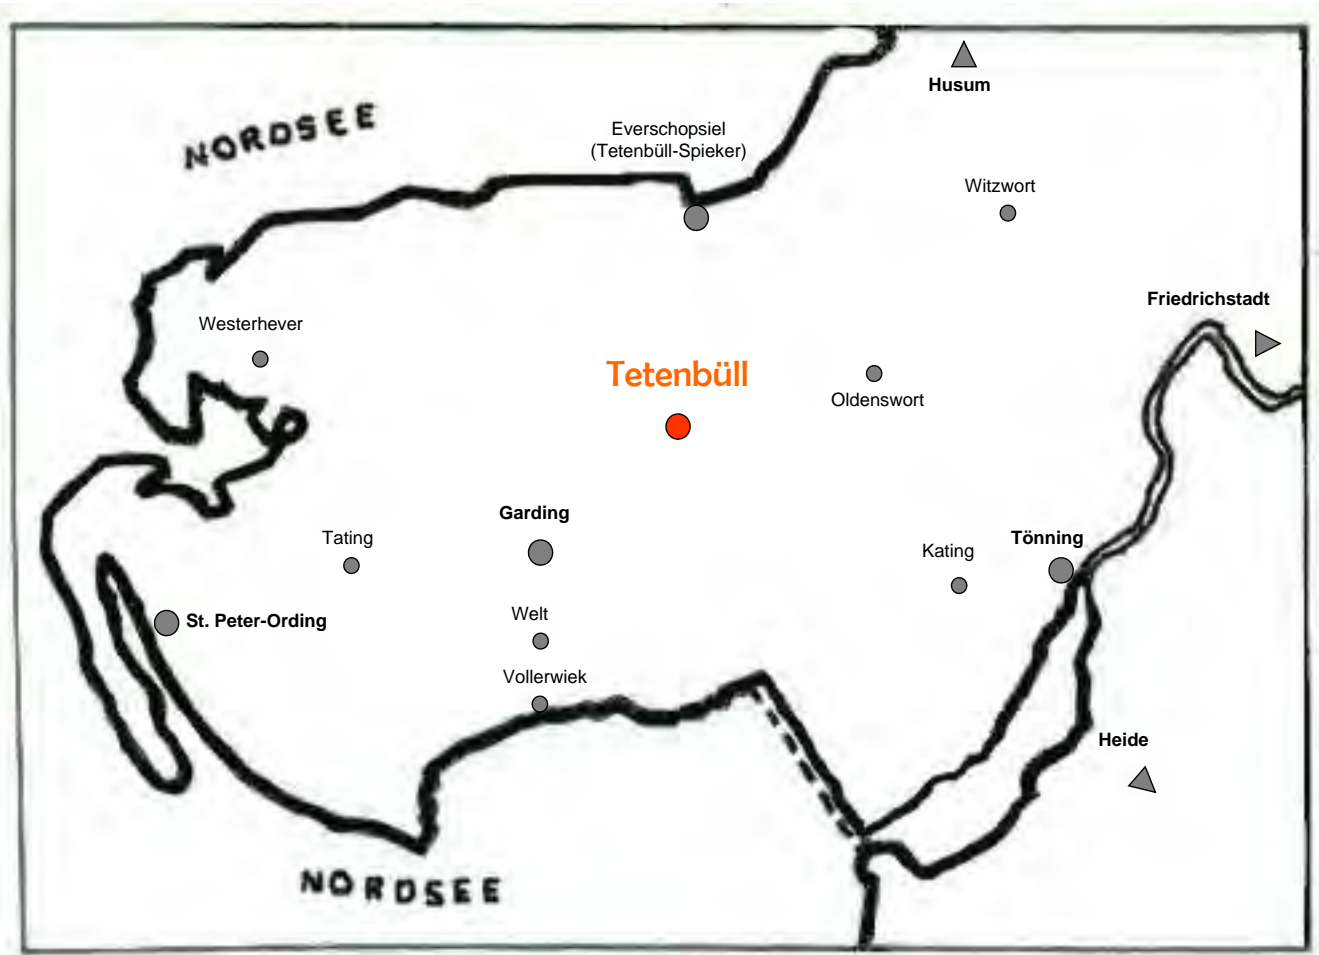 Husum
NORDSEE
Everschopsiel
(Tetenbüll-Spieker)
Witzwort
Friedrichstadt
Westerhever
Tetenbüll
Oldenswort
Garding
Tating
Kating
Tönning
Welt
St. Peter-Ording
Vollerwiek
Heide
NORDSEE